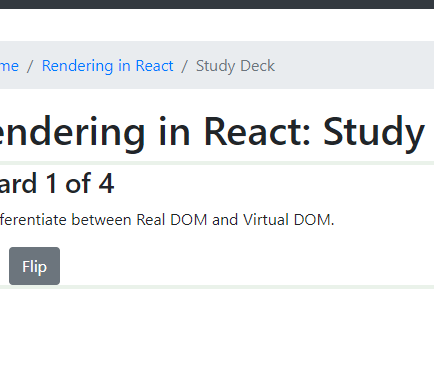 me / Rendering in React / Study Deck
endering in React: Study
ard 1 of 4
ferentiate between Real DOM and Virtual DOM.
Flip